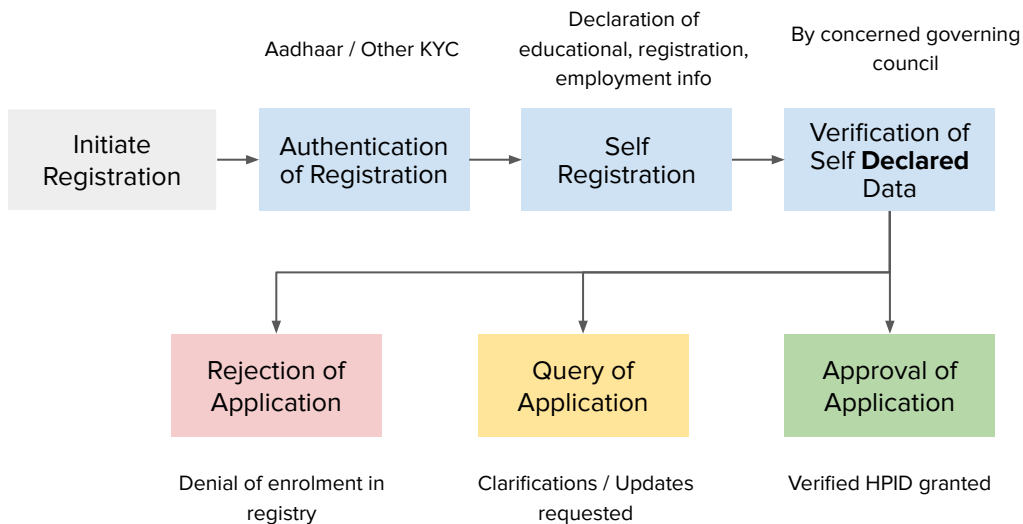 Aadhaar / Other KYC
Declaration of
educational, registration,
employment info
By concerned governing
council
Initiate
Registration
Authentication
of Registration
Self
Registration
Verification of
Self Declared
Data
Rejection of
Application
Query of
Application
Approval of
Application
Denial of enrolment in
registry
Clarifications / Updates
requested
Verified HPID granted